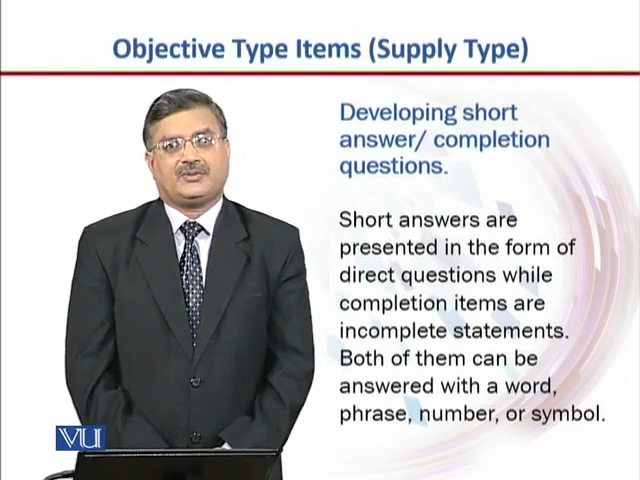 Objective Type Items (Supply Type)
Developing short
answer/ completion
questions.
Short answers are
presented in the form of
direct questions while
completion items are
incomplete statements.
Both of them can be
answered with a word,
phrase, number, or symbol.
VU